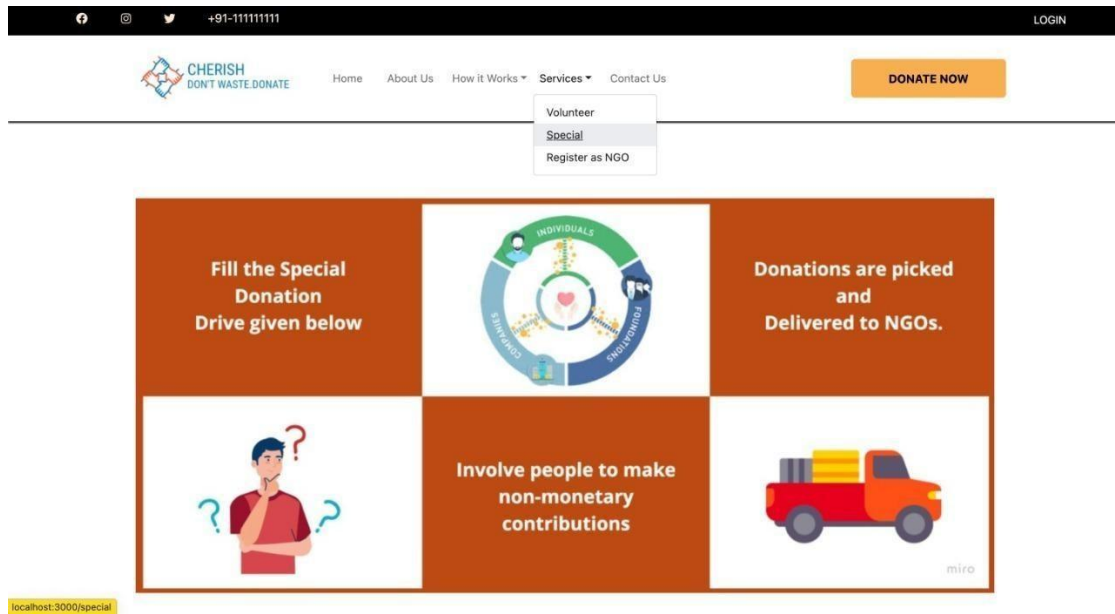 +91-111111111
LOGIN
CHERISH
DON'T WASTE.DONATE
Home
About Us
How it Works
Services
Contact Us
DONATE NOW
Volunteer
Special
Register as NGO
Fill the Special
Donation
Drive given below
INDIVIDUALS
COMPANIES
FOUNDATIONS
Donations are picked
and
Delivered to NGOs.
Involve people to make
non-monetary
contributions
miro
localhost:3000/special